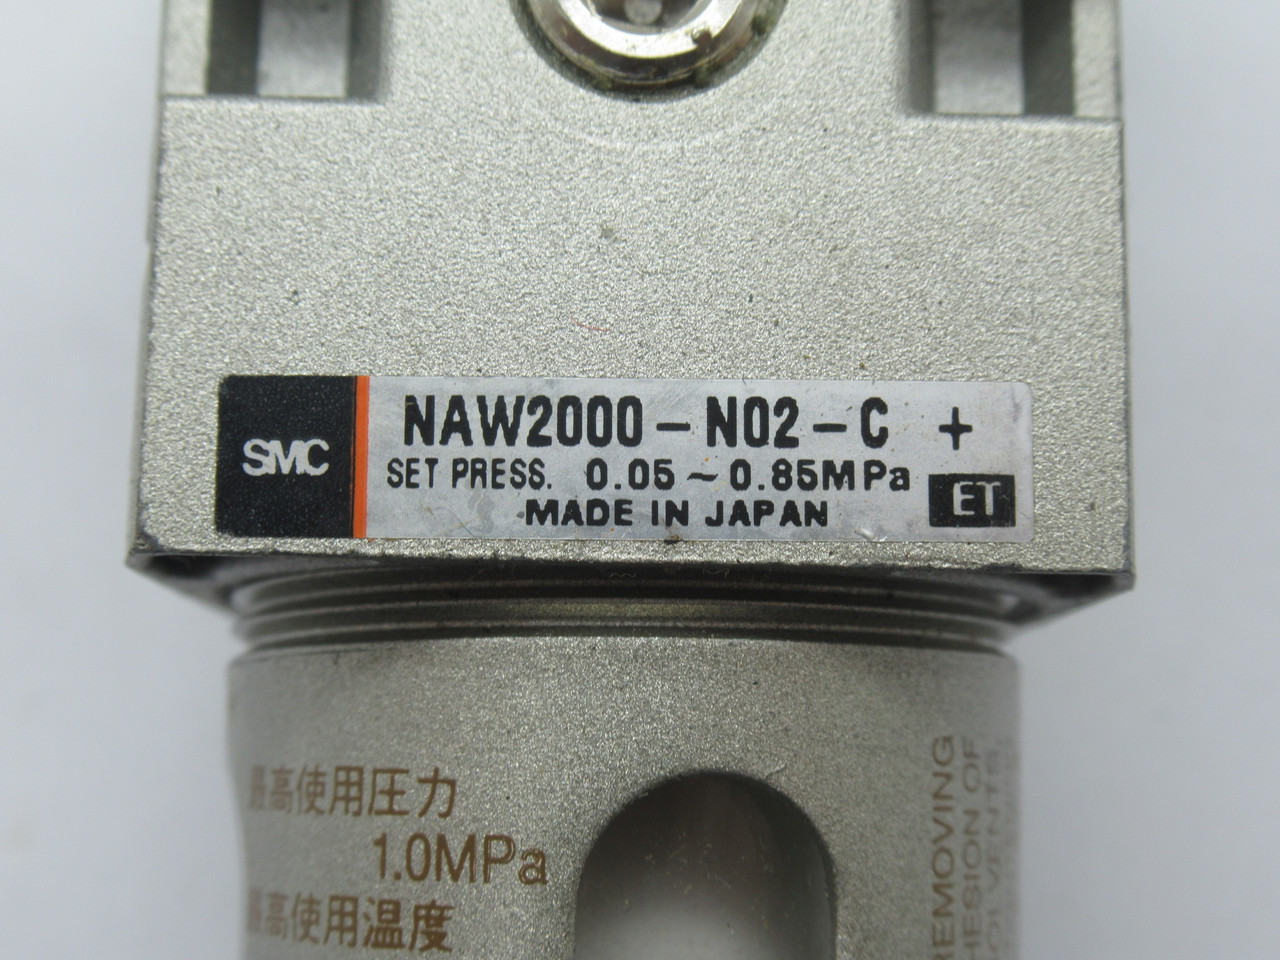 SMC
NAW2000-N02-C +
SET PRESS. 0.05~0.85MPa
MADE IN JAPAN
ET
最高使用圧力
1.0MPa
最高使用温度
REMOVING
OF